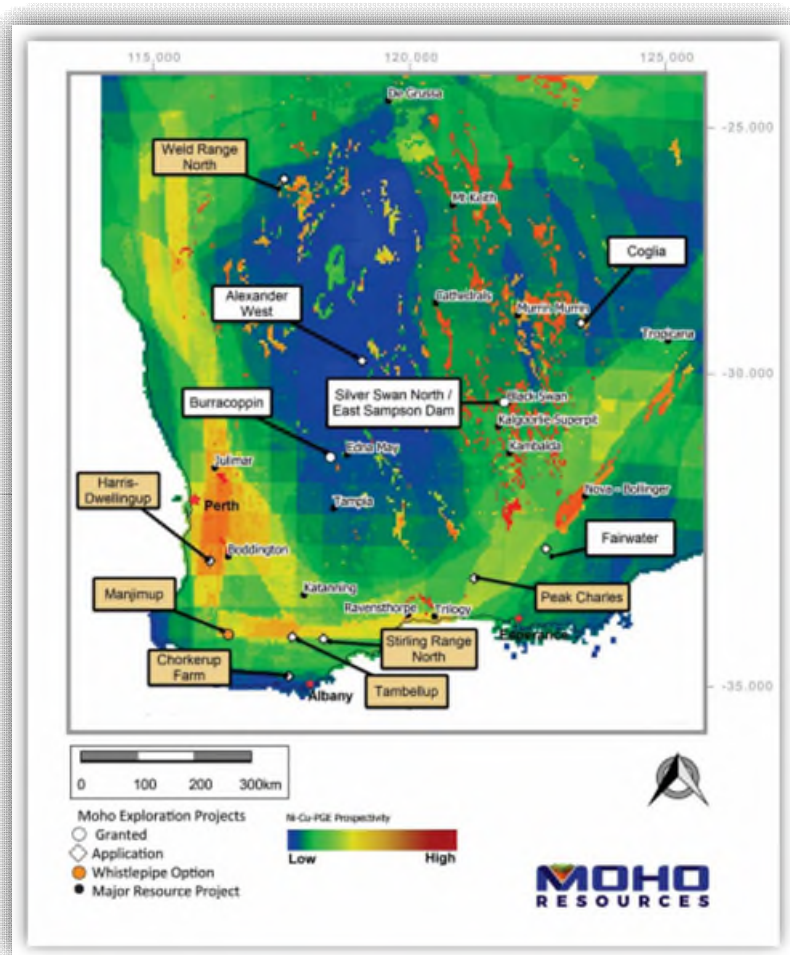 115,000
120,000
125,000
De Grussa
-25.000
Weld Range
North
Mt Keith
Coglia
Alexander
West
Cathedrals
Murrin Murrin
Tropicana
-30.000
Silver Swan North /
East Sampson Dam
Black Swan
Burracoppin
Kalgoorlie Superpit
Edna May
Kambalda
Julimar
Harris-
Dwellingup
Nova - Bollinger
Perth
Tampia
Fairwater
Boddington
Manjimup
Katanning
Peak Charles
Ravensthorpe
Trilogy
Esperance
Stirling Range
North
Chorkerup
Farm
Tambellup
Albany
-35.000
0 100 200 300km
Moho Exploration Projects
Granted
Application
Whistlepipe Option
Major Resource Project
Ni-Cu-PGE Prospectivity
Low High
MOHO
RESOURCES